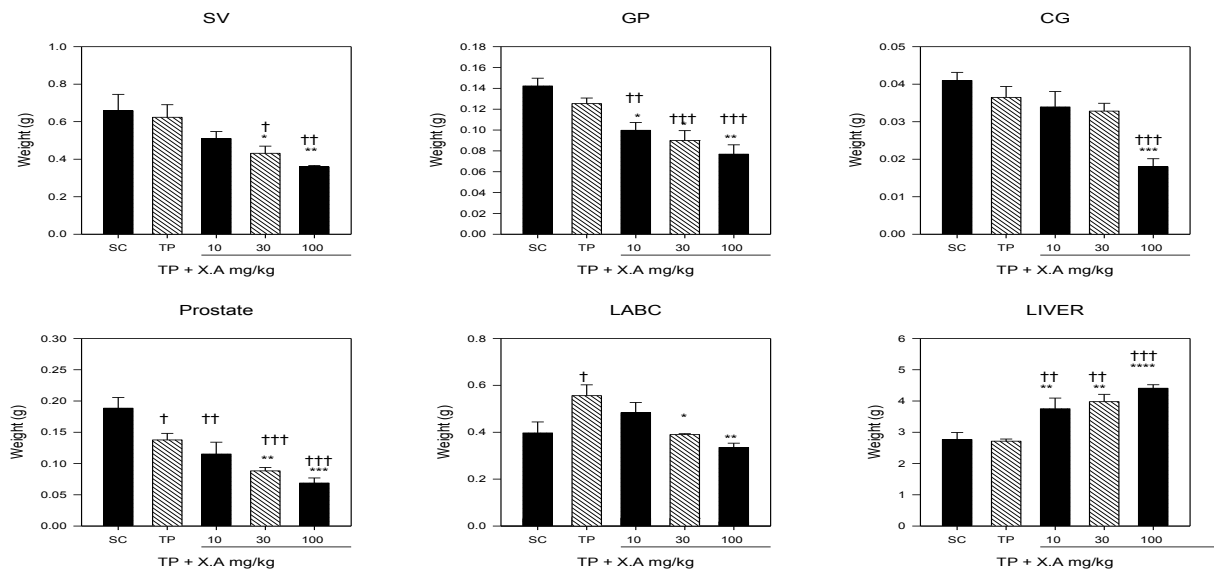 SV
Weight (g)
1.0
0.8
0.6
0.4
0.2
0.0
†
*
††
**
SC TP 10 30 100
TP + X.A mg/kg
GP
Weight (g)
0.18
0.16
0.14
0.12
0.10
0.08
0.06
0.04
0.02
0.00
††
*
†††
*
†††
**
SC TP 10 30 100
TP + X.A mg/kg
CG
Weight (g)
0.05
0.04
0.03
0.02
0.01
0.00
†††
***
SC TP 10 30 100
TP + X.A mg/kg
Prostate
Weight (g)
0.30
0.25
0.20
0.15
0.10
0.05
0.00
†
††
†††
**
†††
***
SC TP 10 30 100
TP + X.A mg/kg
LABC
Weight (g)
0.8
0.6
0.4
0.2
0.0
†
*
**
SC TP 10 30 100
TP + X.A mg/kg
LIVER
Weight (g)
6
5
4
3
2
1
0
††
**
††
**
†††
****
SC TP 10 30 100
TP + X.A mg/kg